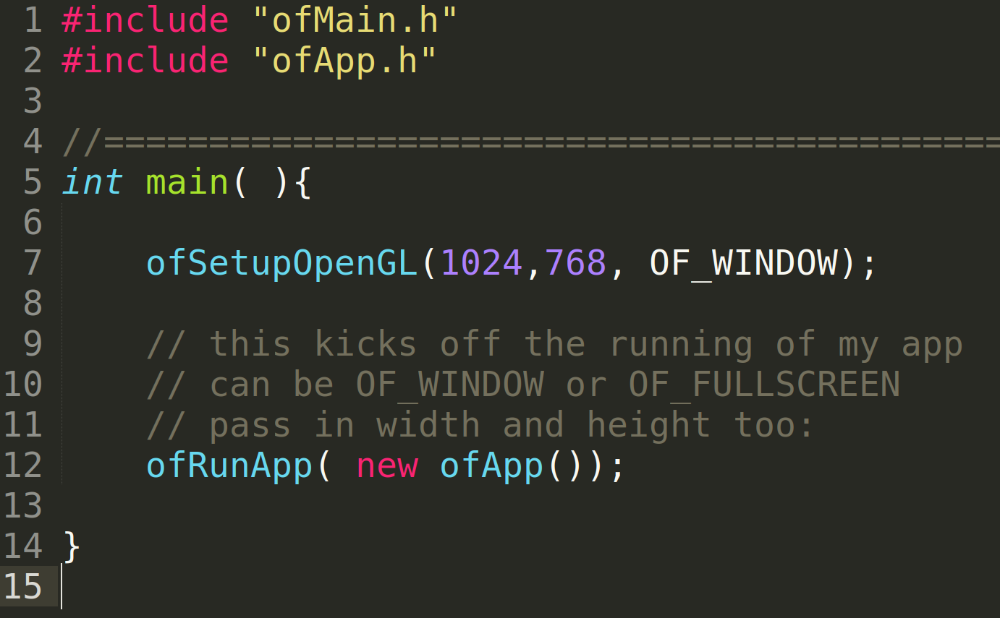 1 #include "ofMain.h"
2 #include "ofApp.h"
3
4 //===========================================
5 int main( ){
6
7     ofSetupOpenGL(1024,768, OF_WINDOW);
8
9     // this kicks off the running of my app
10     // can be OF_WINDOW or OF_FULLSCREEN
11     // pass in width and height too:
12     ofRunApp( new ofApp());
13
14 }
15